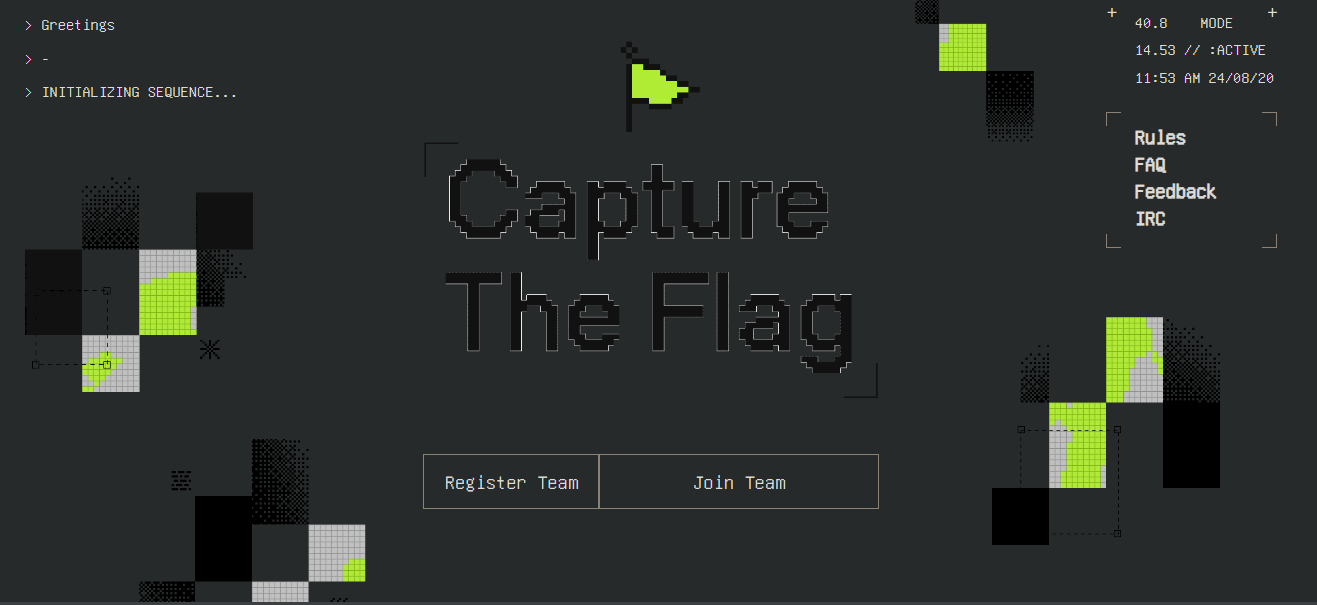 > Greetings
> -
> INITIALIZING SEQUENCE...
40.8 MODE
14.53 // :ACTIVE
11:53 AM 24/08/20
Rules
FAQ
Feedback
IRC
Capture
The Flag
Register Team
Join Team